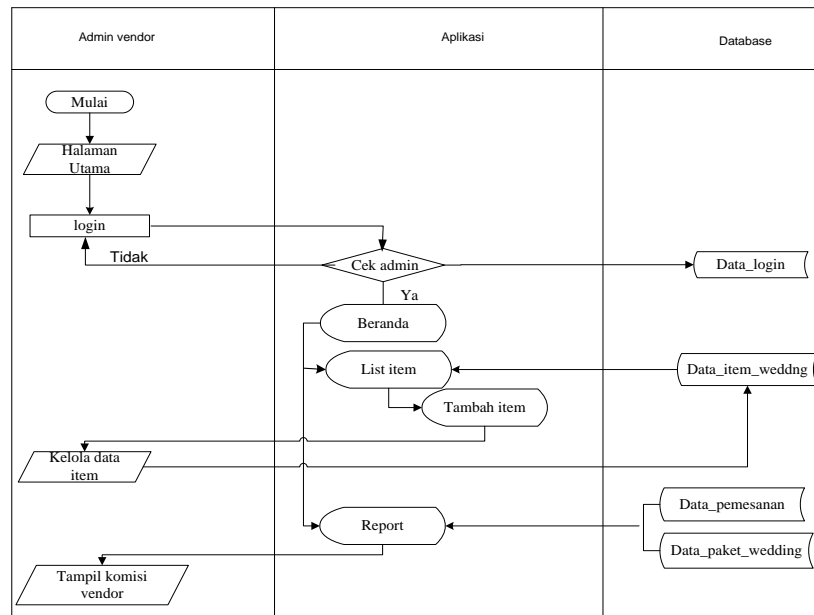 Admin vendor
Aplikasi
Database
Mulai
Halaman
Utama
login
Tidak
Cek admin
Data_login
Ya
Beranda
List item
Data_item_weddng
Tambah item
Kelola data
item
Data_pemesanan
Report
Data_paket_wedding
Tampil komisi
vendor